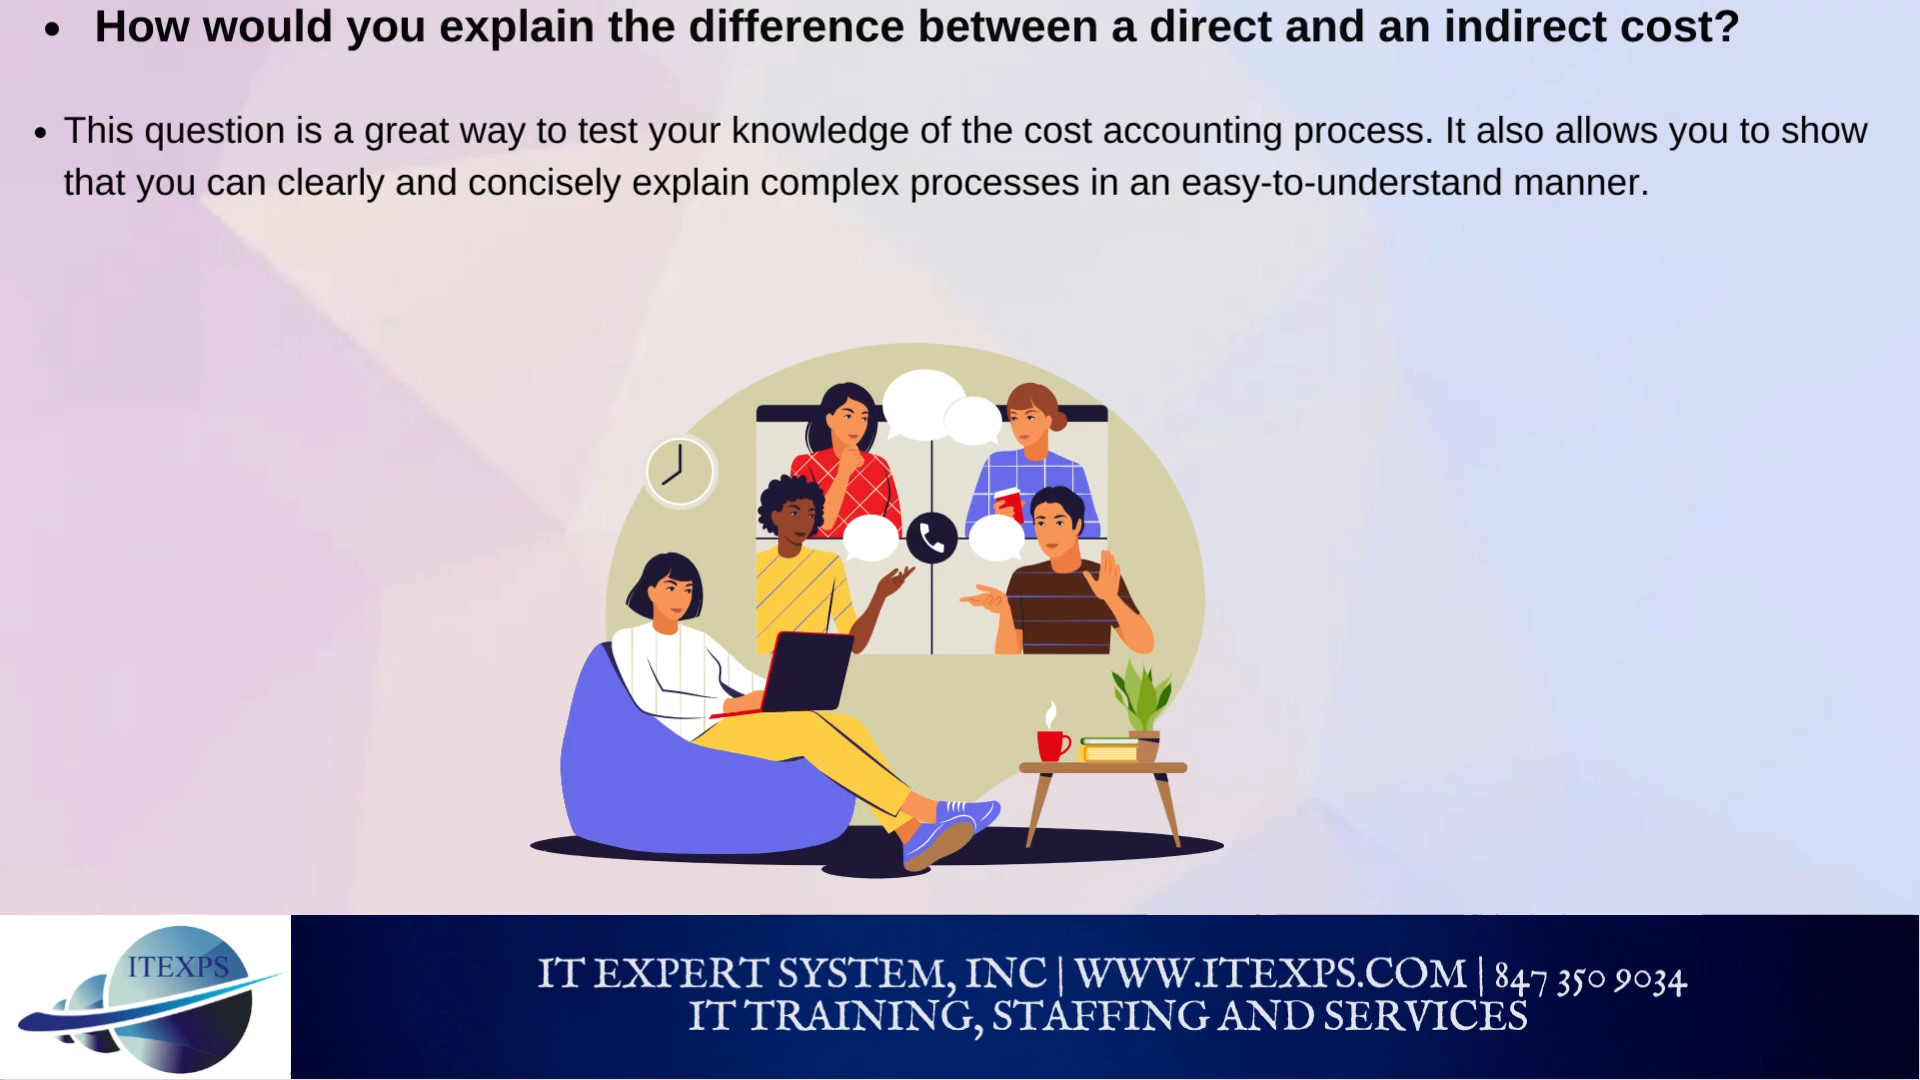 • How would you explain the difference between a direct and an indirect cost?
• This question is a great way to test your knowledge of the cost accounting process. It also allows you to show
that you can clearly and concisely explain complex processes in an easy-to-understand manner.
ITEXPS
IT EXPERT SYSTEM, INC | WWW.ITEXPS.COM | 847 350 9034
IT TRAINING, STAFFING AND SERVICES